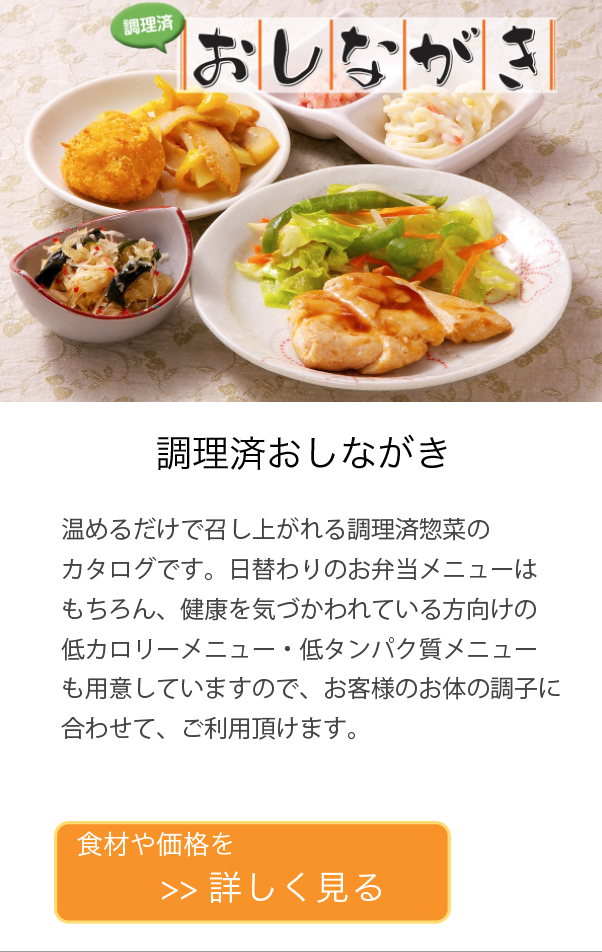 調理済
おしながき
調理済おしながき
温めるだけで召し上がれる調理済惣菜の
カタログです。日替わりのお弁当メニューは
もちろん、健康を気づかわれている方向けの
低カロリーメニュー・低タンパク質メニュー
も用意していますので、お客様のお体の調子に
合わせて、ご利用頂けます。
食材や価格を
>> 詳しく見る